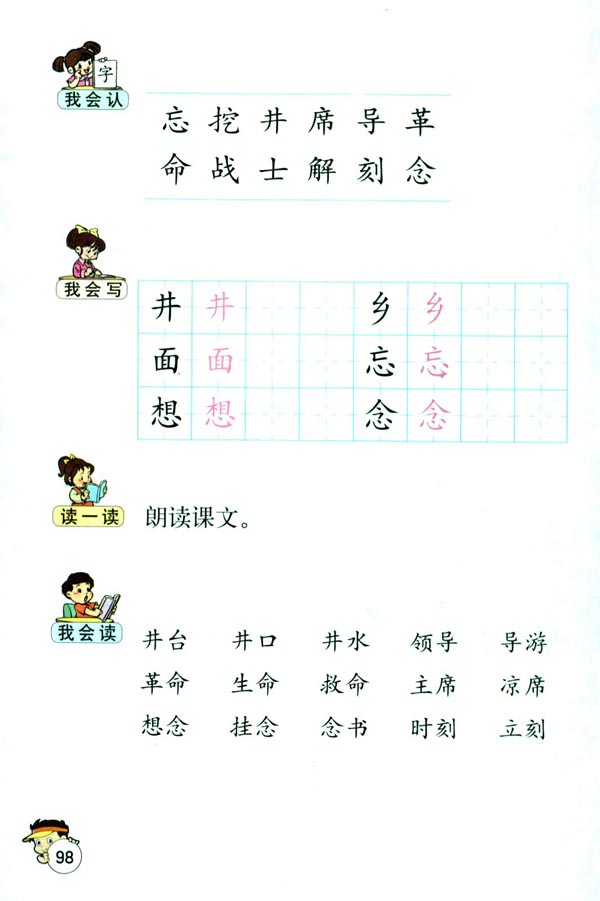 字
我会认
忘 挖 井 席 导 革
命 战 士 解 刻 念
我会写
井 井 乡 乡
面 面 忘 忘
想 想 念 念
读一读
朗读课文。
我会读
井台 井口 井水 领导 导游
革命 生命 救命 主席 凉席
想念 挂念 念书 时刻 立刻
98